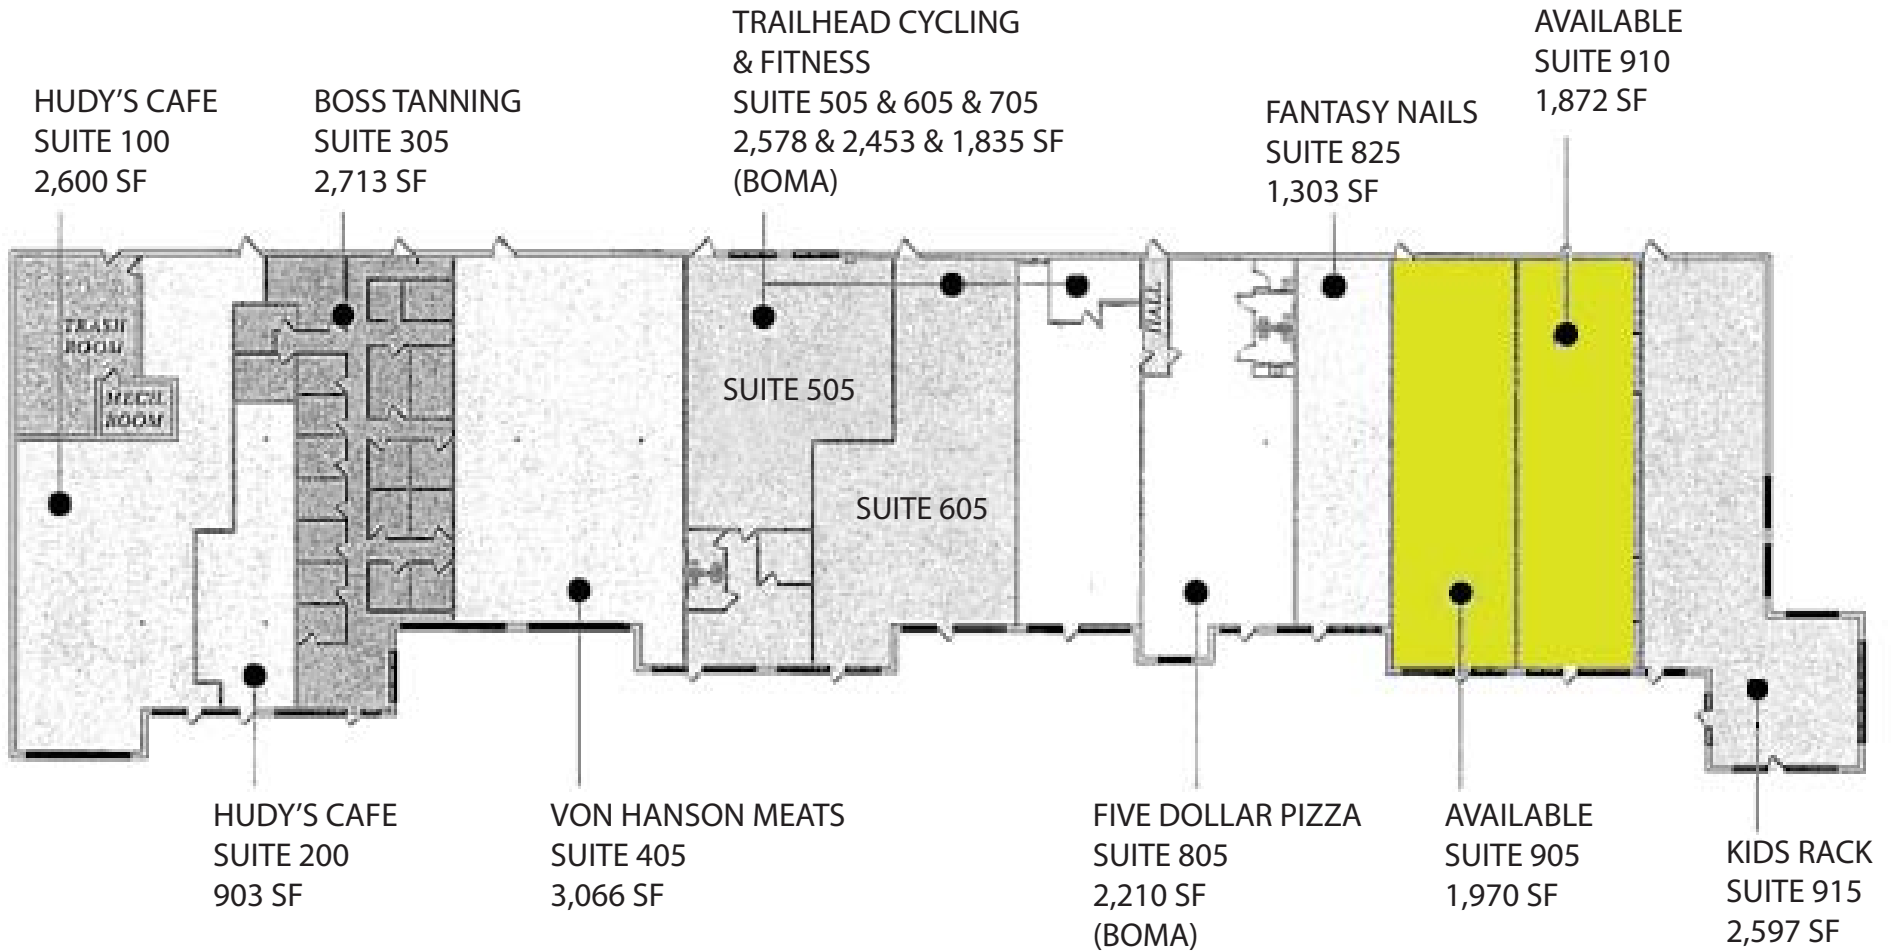 TRAILHEAD CYCLING
& FITNESS
SUITE 505 & 605 & 705
2,578 & 2,453 & 1,835 SF
(BOMA)
AVAILABLE
SUITE 910
1,872 SF
HUDY'S CAFE
SUITE 100
2,600 SF
BOSS TANNING
SUITE 305
2,713 SF
FANTASY NAILS
SUITE 825
1,303 SF
TRASH
ROOM
MECH.
ROOM
HALL
SUITE 505
SUITE 605
HUDY'S CAFE
SUITE 200
903 SF
VON HANSON MEATS
SUITE 405
3,066 SF
FIVE DOLLAR PIZZA
SUITE 805
2,210 SF
(BOMA)
AVAILABLE
SUITE 905
1,970 SF
KIDS RACK
SUITE 915
2,597 SF